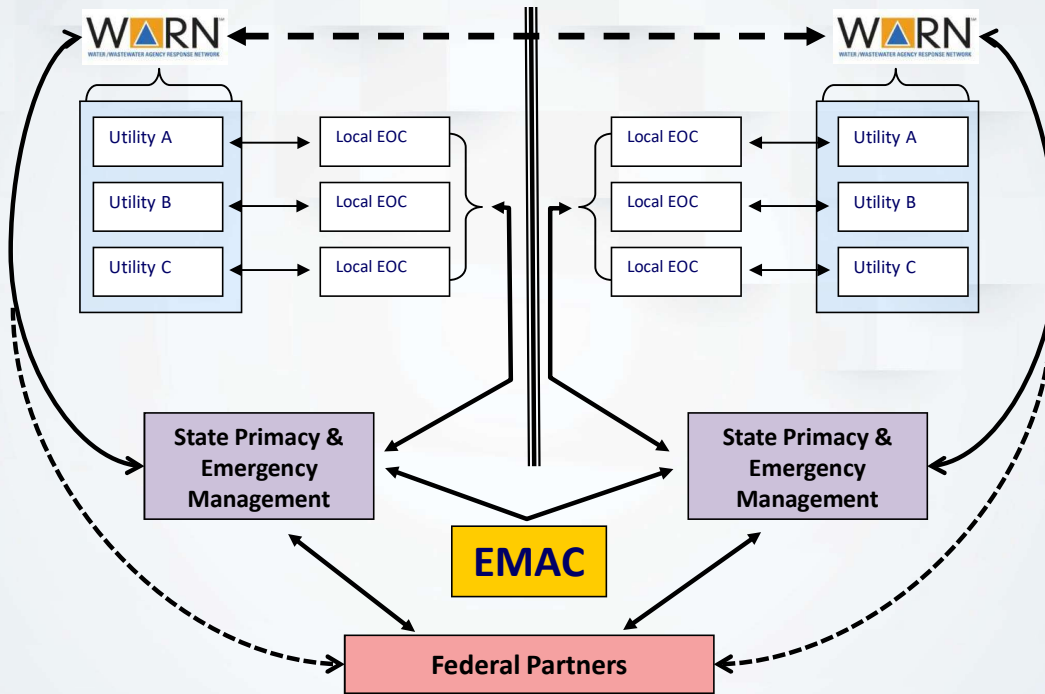 WARN™ WARN™
WATER/WASTEWATER AGENCY RESPONSE NETWORK WATER/WASTEWATER AGENCY RESPONSE NETWORK
Utility A Local EOC Local EOC Utility A
Utility B Local EOC Local EOC Utility B
Utility C Local EOC Local EOC Utility C
State Primacy &
Emergency
Management
State Primacy &
Emergency
Management
EMAC
Federal Partners